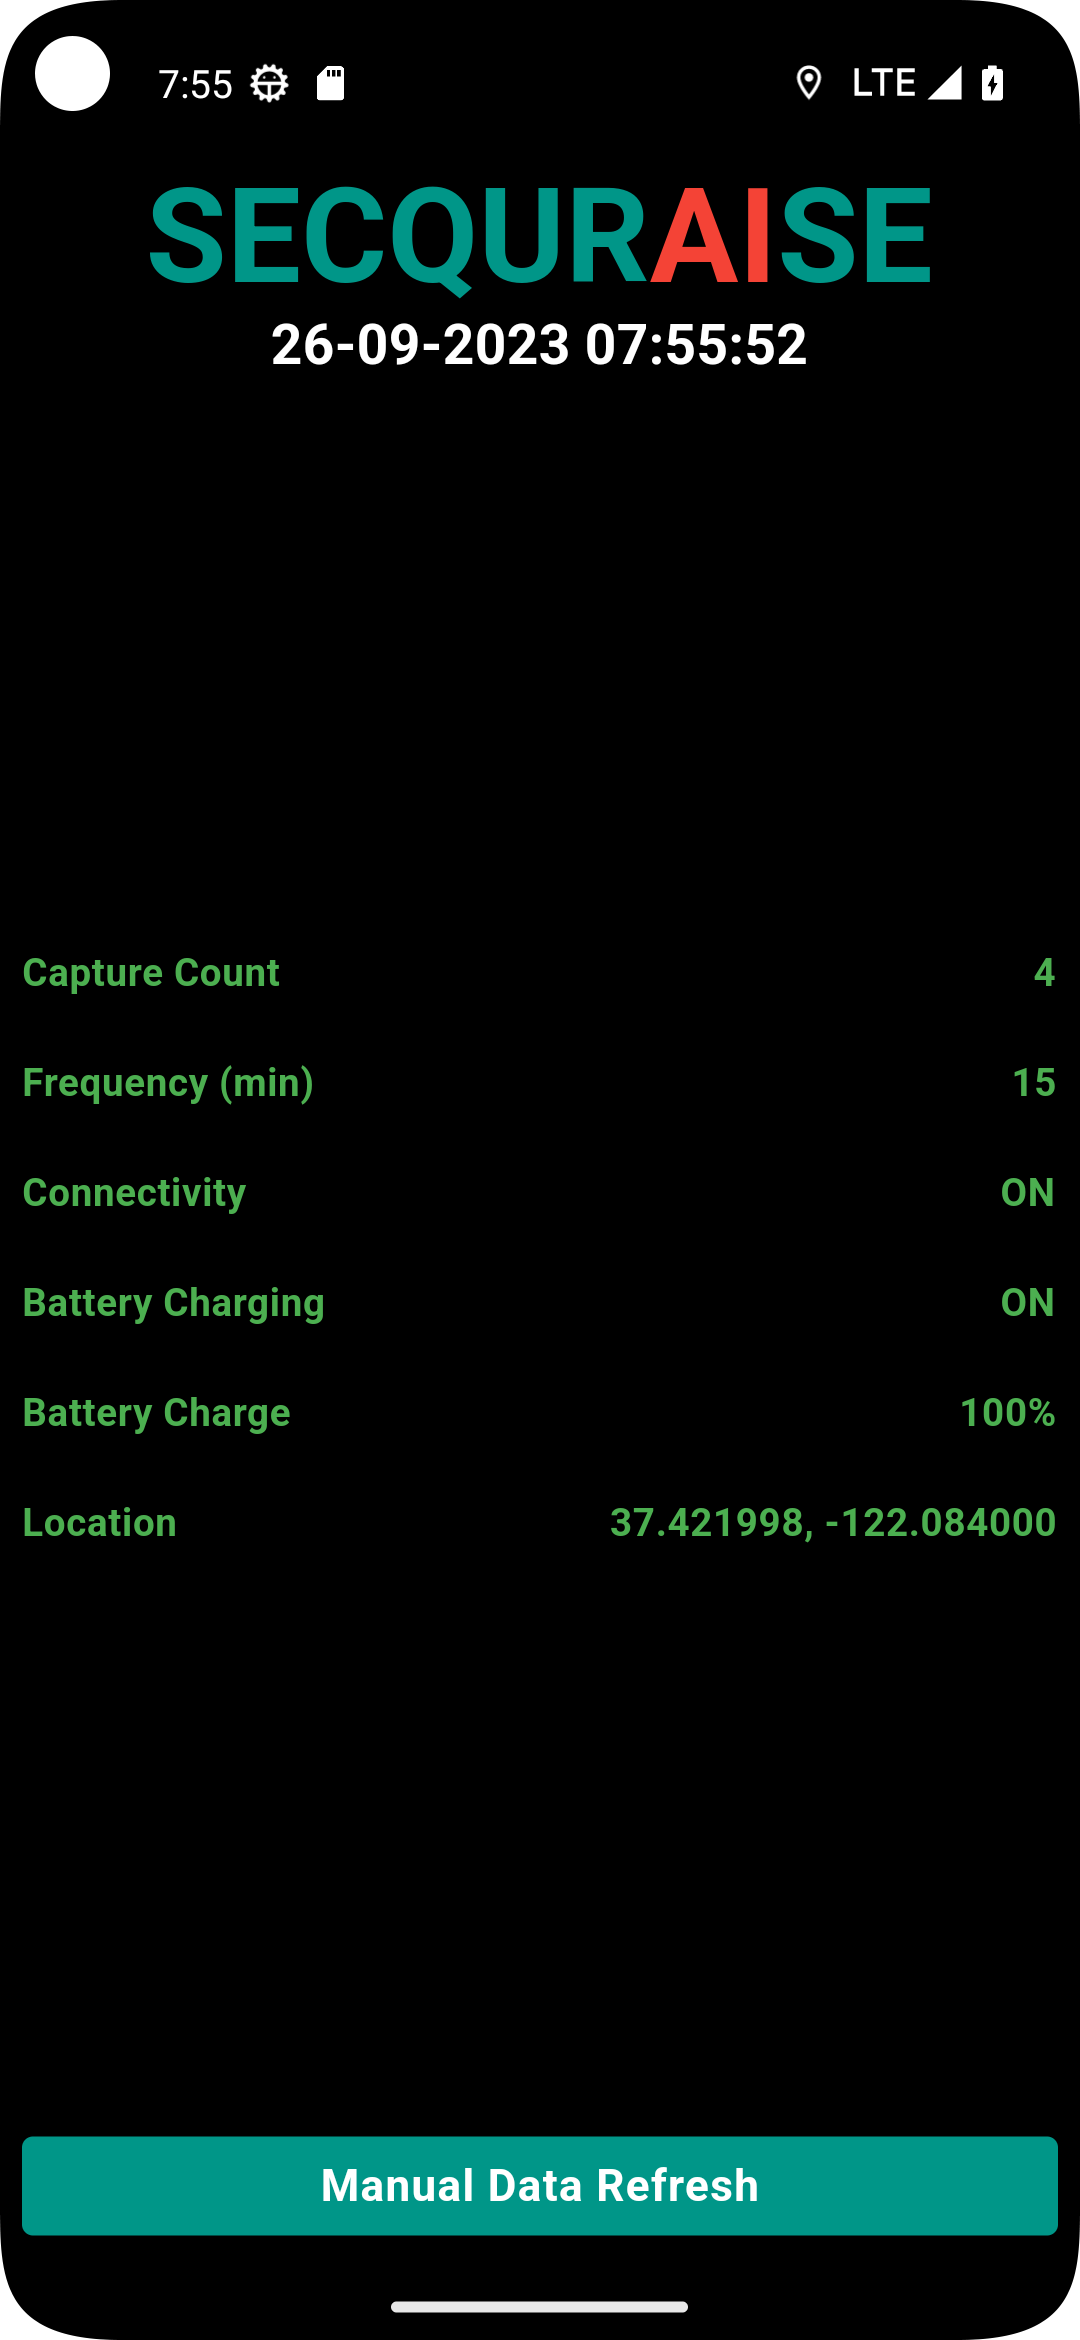 7:55 LTE
SECQURAISE
26-09-2023 07:55:52
Capture Count 4
Frequency (min) 15
Connectivity ON
Battery Charging ON
Battery Charge 100%
Location 37.421998, -122.084000
Manual Data Refresh